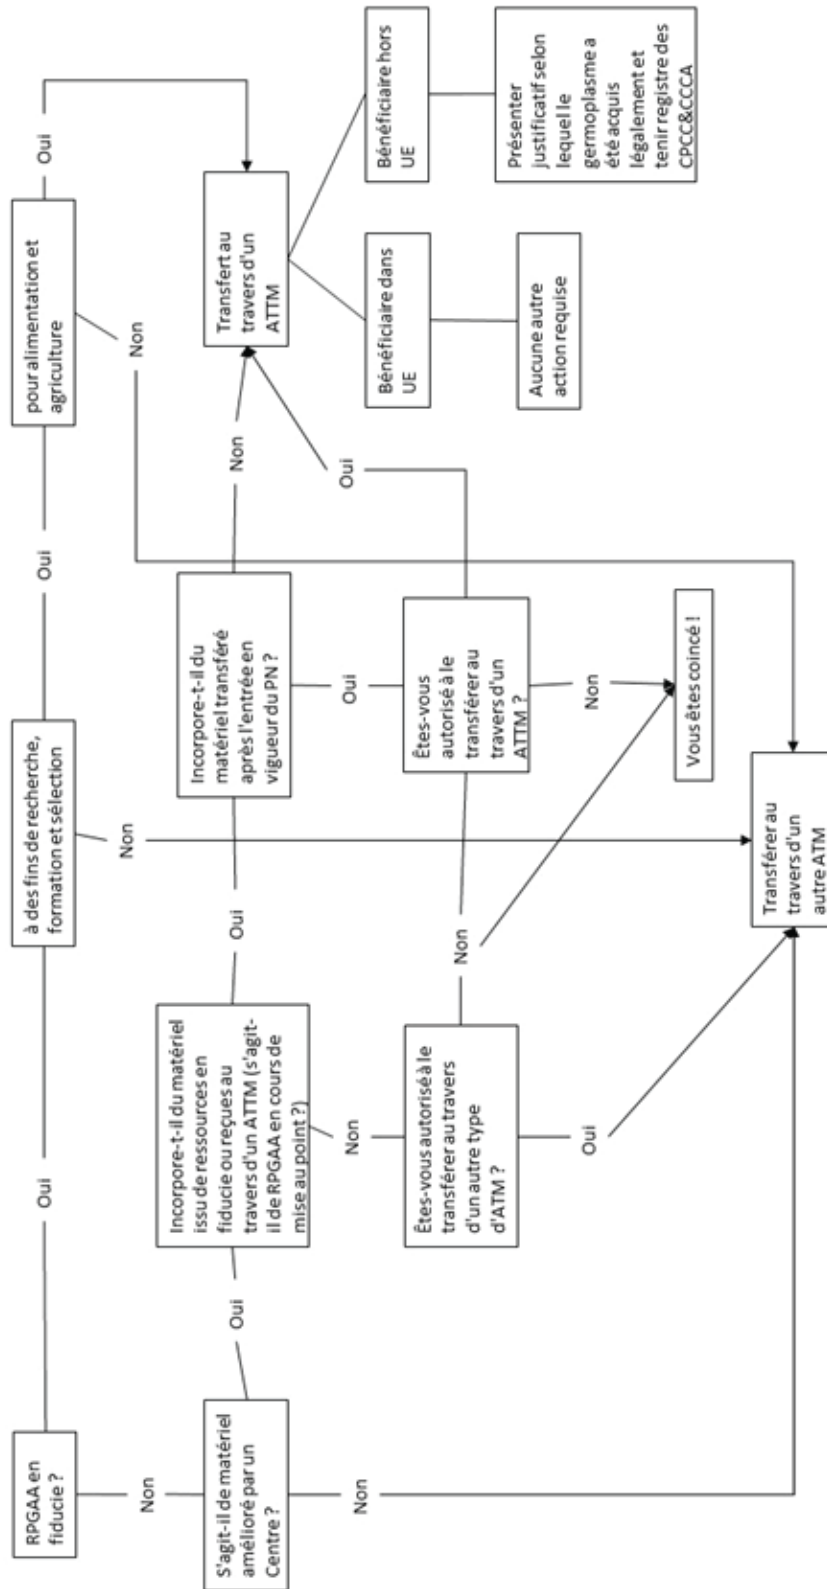 RPGAA en
fiducie ?
Oui
à des fins de recherche,
formation et sélection
Oui
pour alimentation et
agriculture
Oui
Non
Non
Non
S'agit-il de matériel
amélioré par un
Centre ?
Oui
Incorpore-t-il du matériel
issu de ressources en
fiducie ou reçues au
travers d'un ATTM (s'agit-
il de RPGAA en cours de
mise au point ?)
Oui
Incorpore-t-il du
matériel transféré
après l'entrée en
vigueur du PN ?
Non
Transfert au
travers d'un
ATTM
Non
Non
Oui
Oui
Êtes-vous autorisé à le
transférer au travers
d'un autre type
d'ATM ?
Non
Êtes-vous
autorisé à le
transférer au
travers d'un
ATTM ?
Bénéficiaire dans
UE
Bénéficiaire hors
UE
Oui
Non
Aucune autre
action requise
Présenter
justificatif selon
lequel le
germoplasme a
été acquis
légalement et
tenir registre des
CPCC&CCCA
Vous êtes coincé !
Transférer au
travers d'un
autre ATM